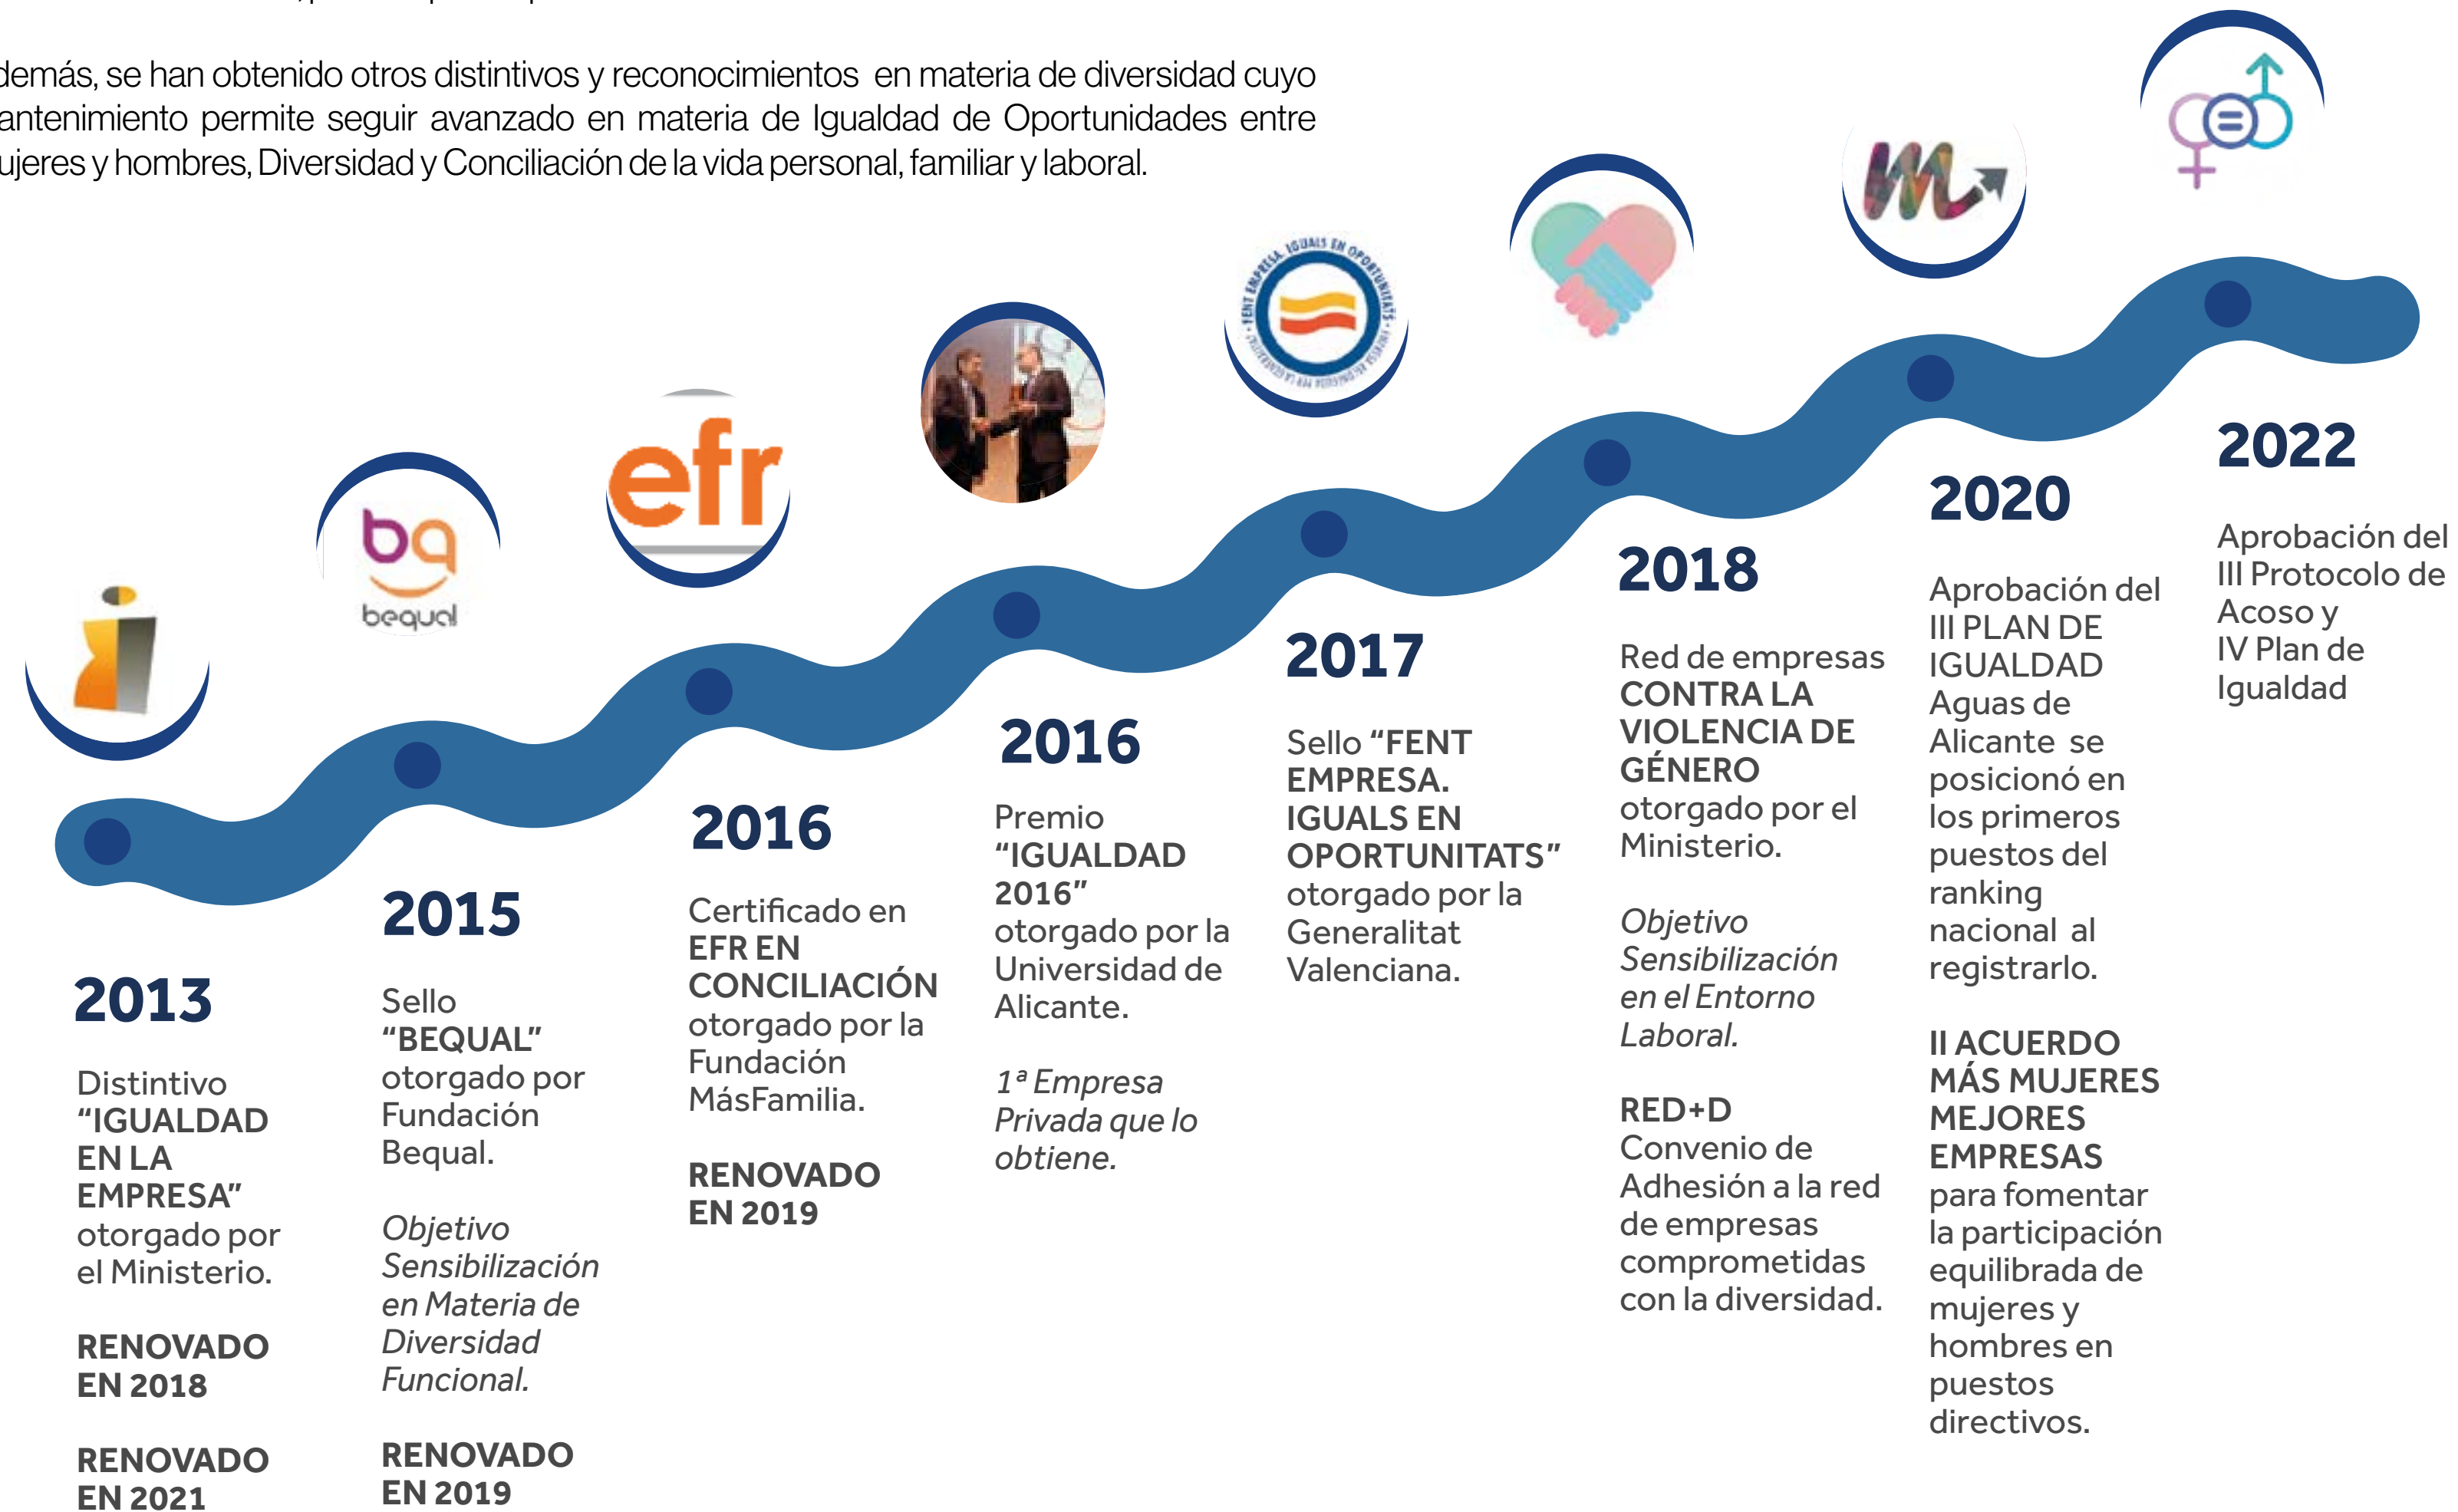 demás, se han obtenido otros distintivos y reconocimientos en materia de diversidad cuyo
antenimiento permite seguir avanzado en materia de Igualdad de Oportunidades entre
ujeres y hombres, Diversidad y Conciliación de la vida personal, familiar y laboral.
bequal
efr
FENT EMPRESA. IGUALS EN OPORTUNITATS
2013
Distintivo
“IGUALDAD
EN LA
EMPRESA”
otorgado por
el Ministerio.
RENOVADO
EN 2018
RENOVADO
EN 2021
2015
Sello
“BEQUAL”
otorgado por
Fundación
Bequal.
Objetivo
Sensibilización
en Materia de
Diversidad
Funcional.
RENOVADO
EN 2019
2016
Certificado en
EFR EN
CONCILIACIÓN
otorgado por la
Fundación
MásFamilia.
RENOVADO
EN 2019
2016
Premio
“IGUALDAD
2016”
otorgado por la
Universidad de
Alicante.
1ª Empresa
Privada que lo
obtiene.
2017
Sello “FENT
EMPRESA.
IGUALS EN
OPORTUNITATS”
otorgado por la
Generalitat
Valenciana.
2018
Red de empresas
CONTRA LA
VIOLENCIA DE
GÉNERO
otorgado por el
Ministerio.
Objetivo
Sensibilización
en el Entorno
Laboral.
RED+D
Convenio de
Adhesión a la red
de empresas
comprometidas
con la diversidad.
2020
Aprobación del
III PLAN DE
IGUALDAD
Aguas de
Alicante se
posicionó en
los primeros
puestos del
ranking
nacional al
registrarlo.
II ACUERDO
MÁS MUJERES
MEJORES
EMPRESAS
para fomentar
la participación
equilibrada de
mujeres y
hombres en
puestos
directivos.
2022
Aprobación del
III Protocolo de
Acoso y
IV Plan de
Igualdad